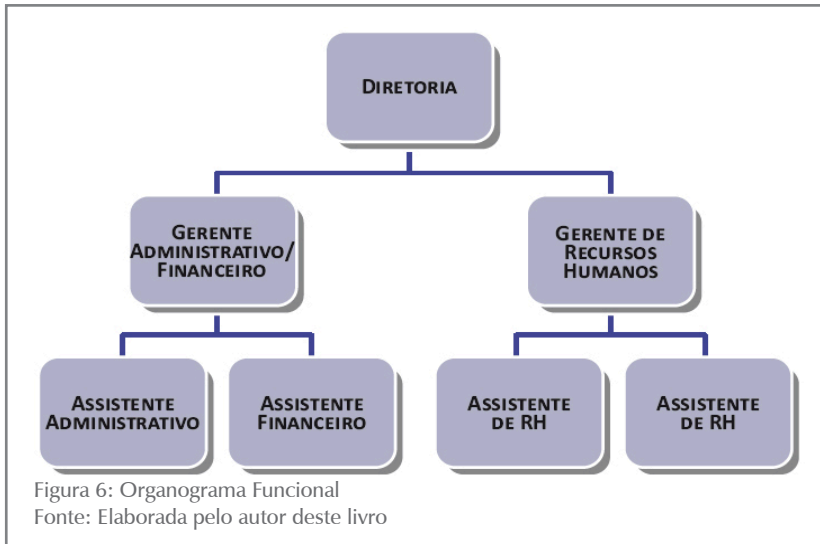 DIRETORIA
GERENTE
ADMINISTRATIVO/
FINANCEIRO
GERENTE DE
RECURSOS
HUMANOS
ASSISTENTE
ADMINISTRATIVO
ASSISTENTE
FINANCEIRO
ASSISTENTE
DE RH
ASSISTENTE
DE RH
Figura 6: Organograma Funcional
Fonte: Elaborada pelo autor deste livro